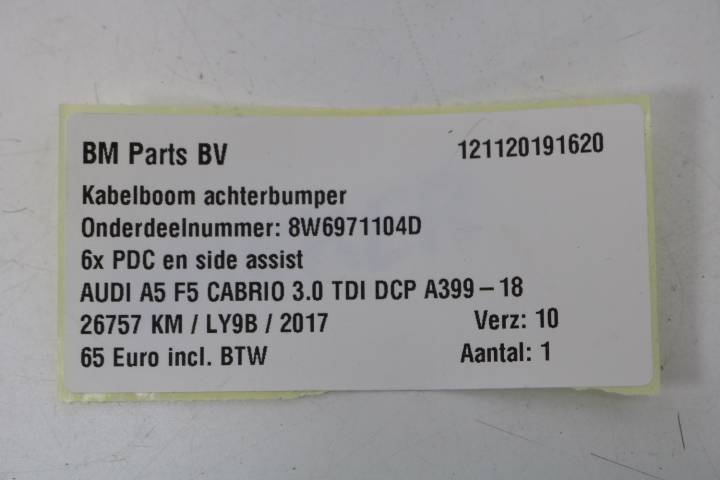 BM Parts BV 121120191620
Kabelboom achterbumper
Onderdeelnummer: 8W6971104D
6x PDC en side assist
AUDI A5 F5 CABRIO 3.0 TDI DCP A399-18
26757 KM / LY9B / 2017 Verz: 10
65 Euro incl. BTW Aantal: 1